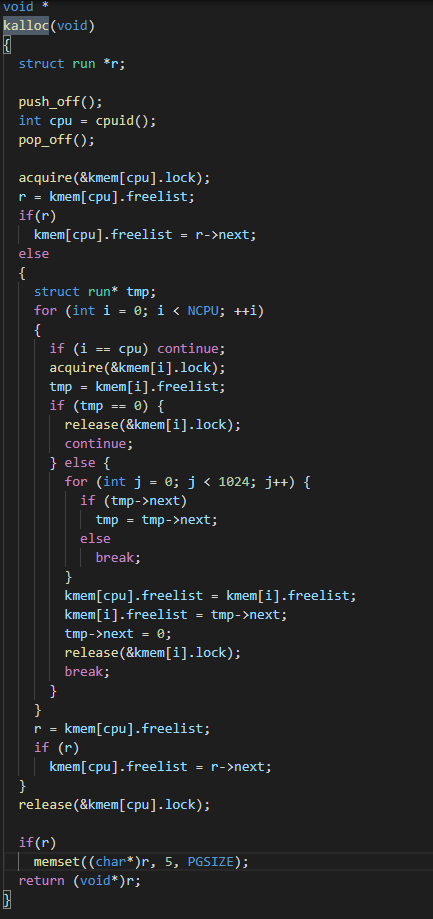 void *
kalloc(void)
{
  struct run *r;

  push_off();
  int cpu = cpuid();
  pop_off();

  acquire(&kmem[cpu].lock);
  r = kmem[cpu].freelist;
  if(r)
    kmem[cpu].freelist = r->next;
  else
  {
    struct run* tmp;
    for (int i = 0; i < NCPU; ++i)
    {
      if (i == cpu) continue;
      acquire(&kmem[i].lock);
      tmp = kmem[i].freelist;
      if (tmp == 0) {
        release(&kmem[i].lock);
        continue;
      } else {
        for (int j = 0; j < 1024; j++) {
          if (tmp->next)
            tmp = tmp->next;
          else
            break;
        }
        kmem[cpu].freelist = kmem[i].freelist;
        kmem[i].freelist = tmp->next;
        tmp->next = 0;
        release(&kmem[i].lock);
        break;
      }
    }
    r = kmem[cpu].freelist;
    if (r)
      kmem[cpu].freelist = r->next;
  }
  release(&kmem[cpu].lock);

  if(r)
    memset((char*)r, 5, PGSIZE);
  return (void*)r;
}